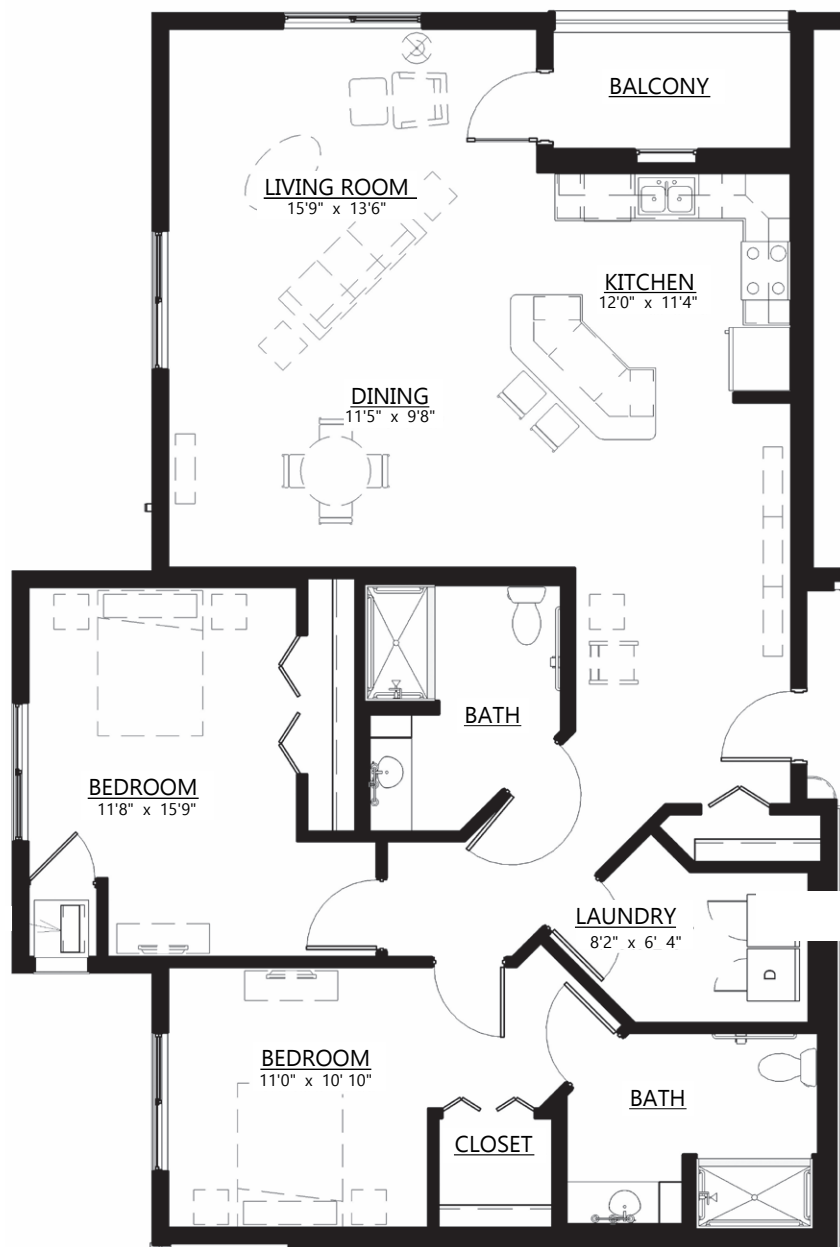 BALCONY
LIVING ROOM
15'9" x 13'6"
KITCHEN
12'0" x 11'4"
DINING
11'5" x 9'8"
BATH
BEDROOM
11'8" x 15'9"
LAUNDRY
8'2" x 6' 4"
D
BEDROOM
11'0" x 10' 10"
BATH
CLOSET